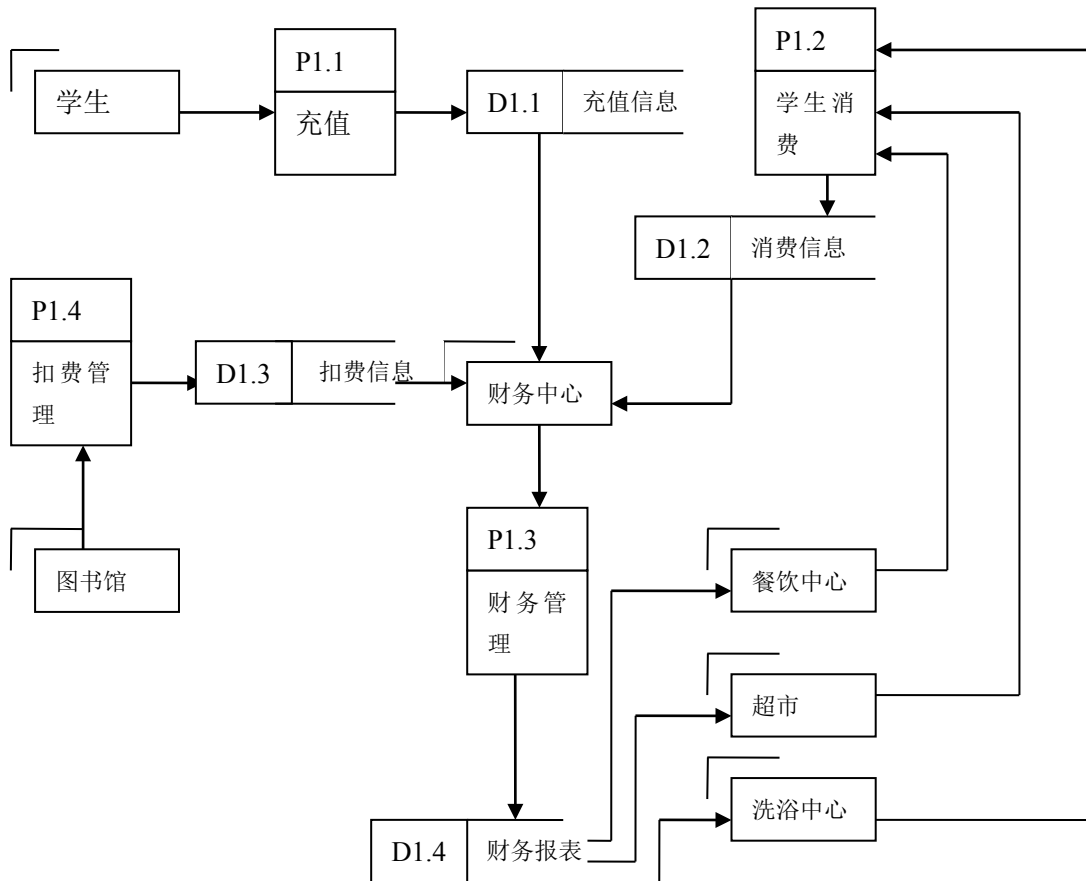 P1.1
P1.2
学生
充值
D1.1
充值信息
学生消
费
D1.2
消费信息
P1.4
扣费管
理
D1.3
扣费信息
财务中心
P1.3
财务管
理
图书馆
餐饮中心
超市
洗浴中心
D1.4
财务报表